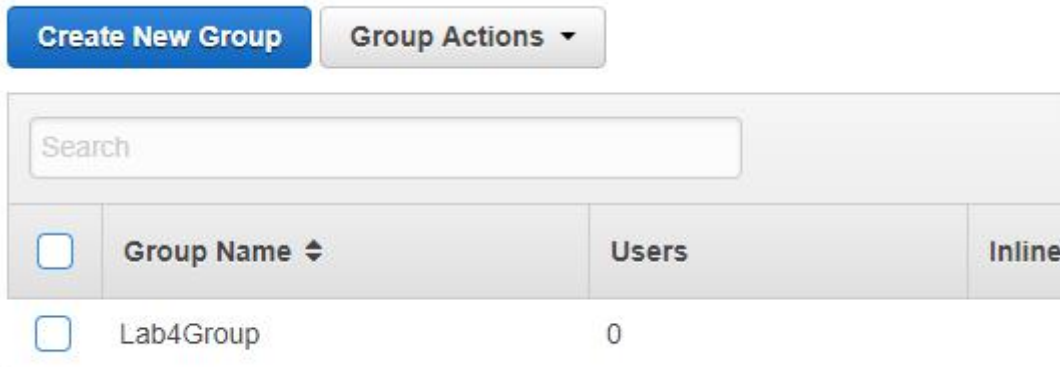 Create New Group Group Actions
Search
Group Name Users Inline
Lab4Group 0